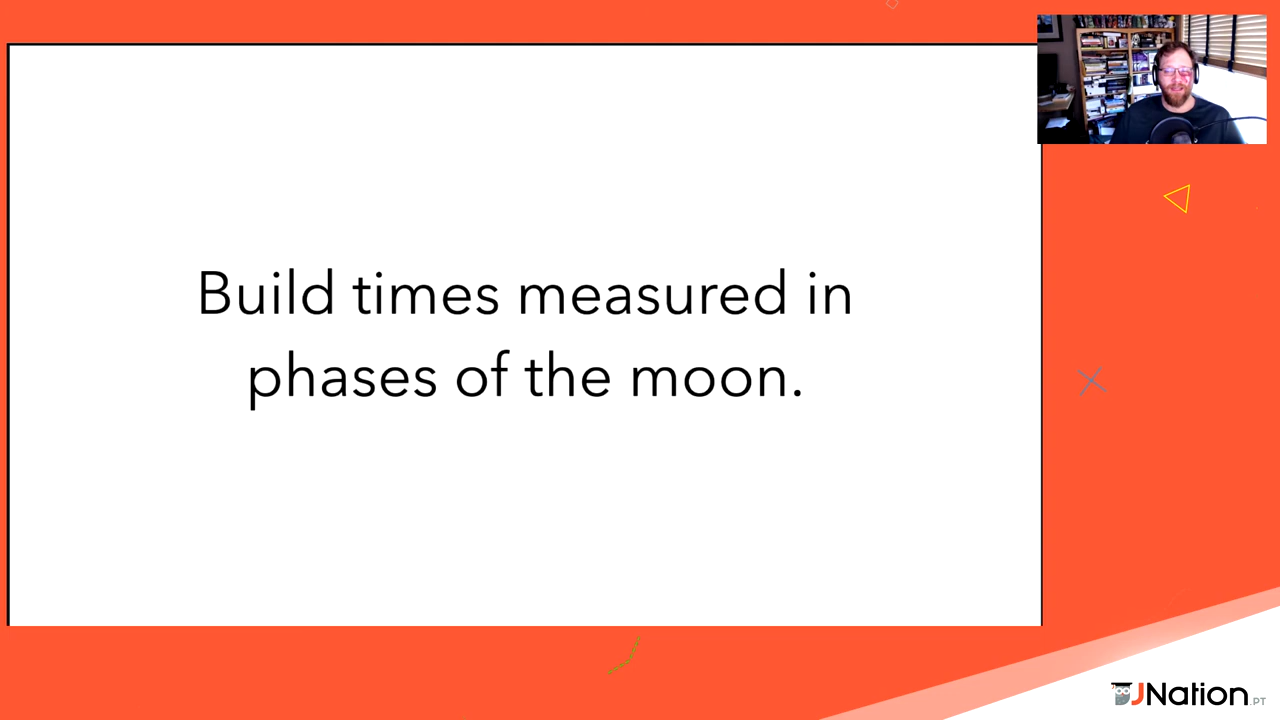 Build times measured in
phases of the moon.
JNation.PT